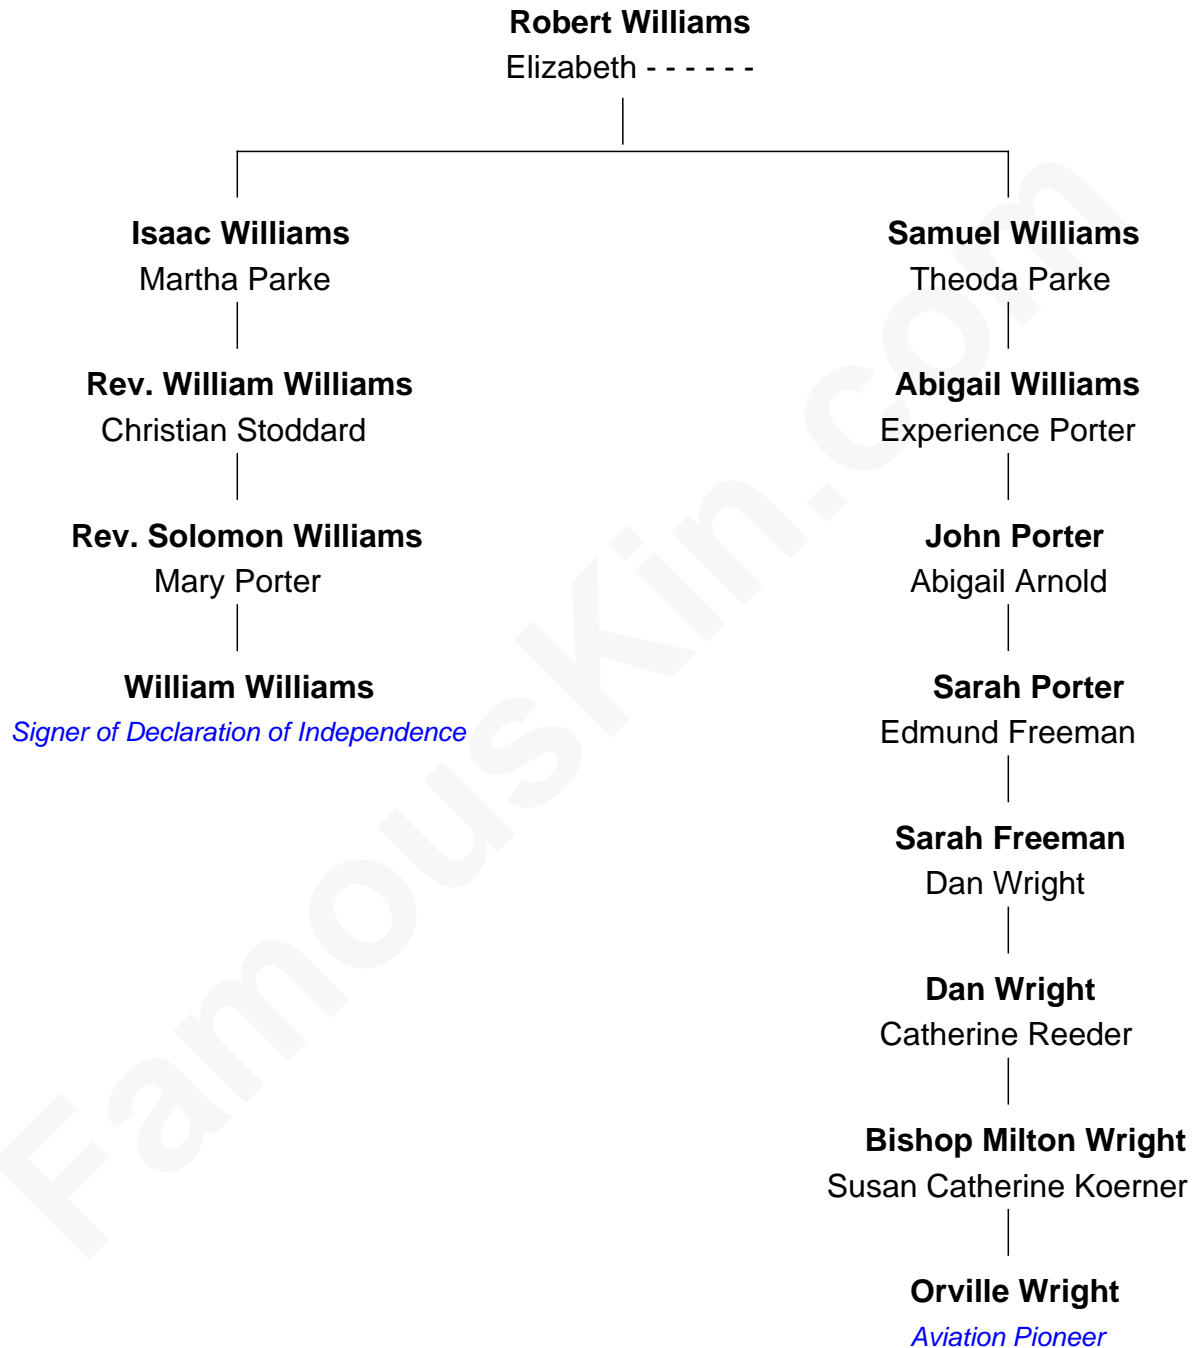 Robert Williams
Elizabeth - - - - - -
Isaac Williams
Martha Parke
Samuel Williams
Theoda Parke
Rev. William Williams
Christian Stoddard
Abigail Williams
Experience Porter
Rev. Solomon Williams
Mary Porter
John Porter
Abigail Arnold
William Williams
Signer of Declaration of Independence
Sarah Porter
Edmund Freeman
Sarah Freeman
Dan Wright
Dan Wright
Catherine Reeder
Bishop Milton Wright
Susan Catherine Koerner
Orville Wright
Aviation Pioneer
FamousKin.com